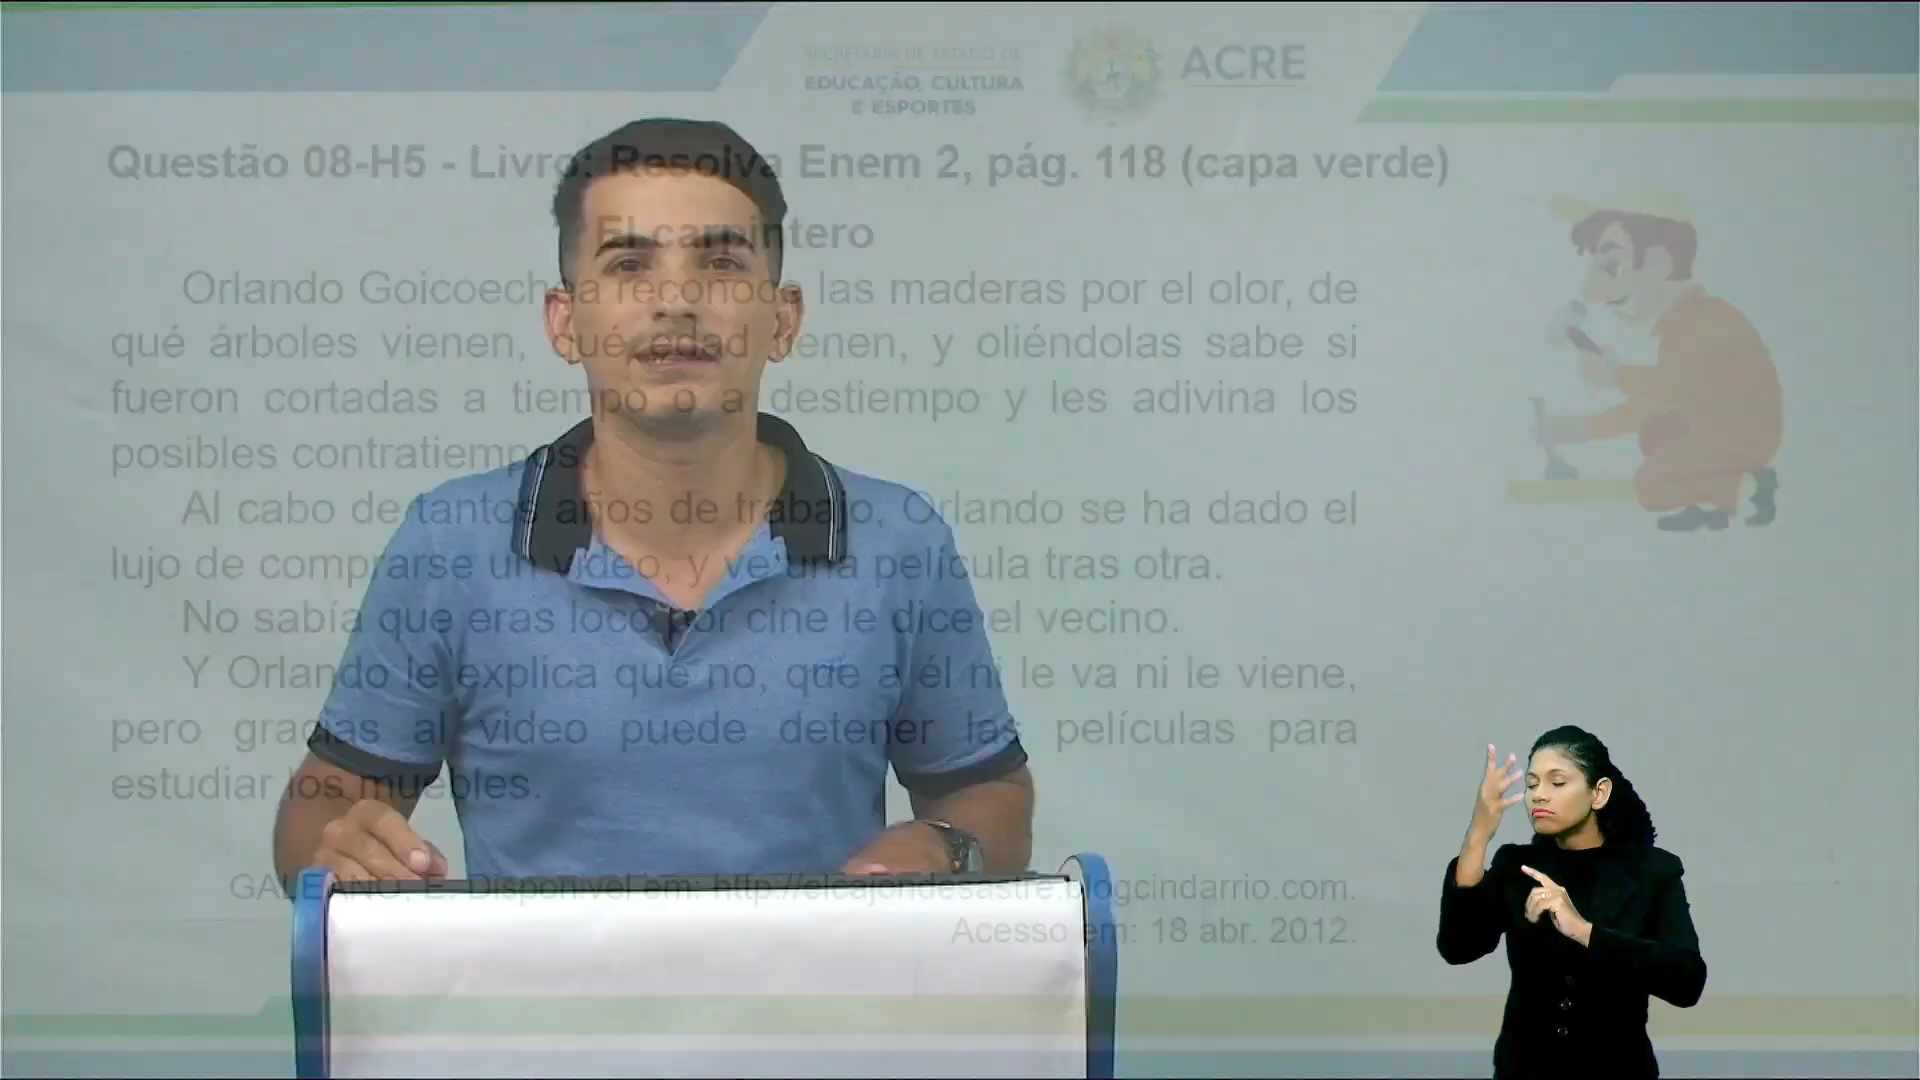 SECRETARIA DE ESTADO DE
EDUCAÇÃO, CULTURA
E ESPORTES
ACRE
Questão 08-H5 - Livro: Resolva Enem 2, pág. 118 (capa verde)
El carpintero
Orlando Goicoechea reconoce las maderas por el olor, de
qué árboles vienen, qué edad tienen, y oliéndolas sabe si
fueron cortadas a tiempo o a destiempo y les adivina los
posibles contratiempos.
Al cabo de tantos años de trabajo, Orlando se ha dado el
lujo de comprarse un video, y ve una película tras otra.
No sabía que eras loco por cine le dice el vecino.
Y Orlando le explica que no, que a él ni le va ni le viene,
pero gracias al video puede detener las películas para
estudiar los muebles.
GALEANO, E. Disponível em: http://elcajondesastre.blogcindarrio.com.
Acesso em: 18 abr. 2012.